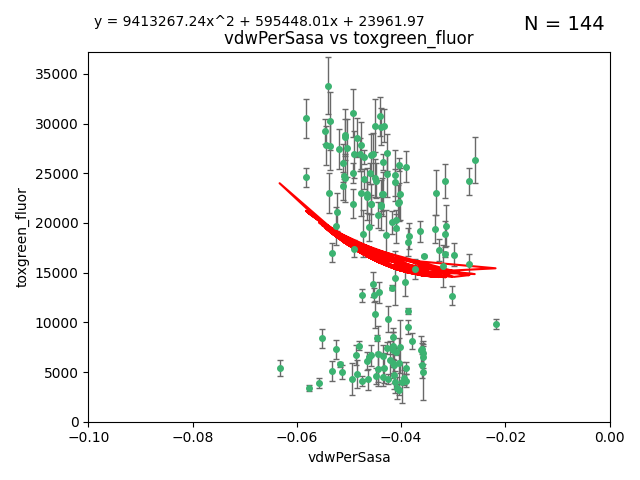 y = 9413267.24x^2 + 595448.01x + 23961.97
N = 144
vdwPerSasa vs toxgreen_fluor
35000
30000
25000
20000
15000
10000
5000
0
toxgreen_fluor
−0.10
−0.08
−0.06
−0.04
−0.02
0.00
vdwPerSasa